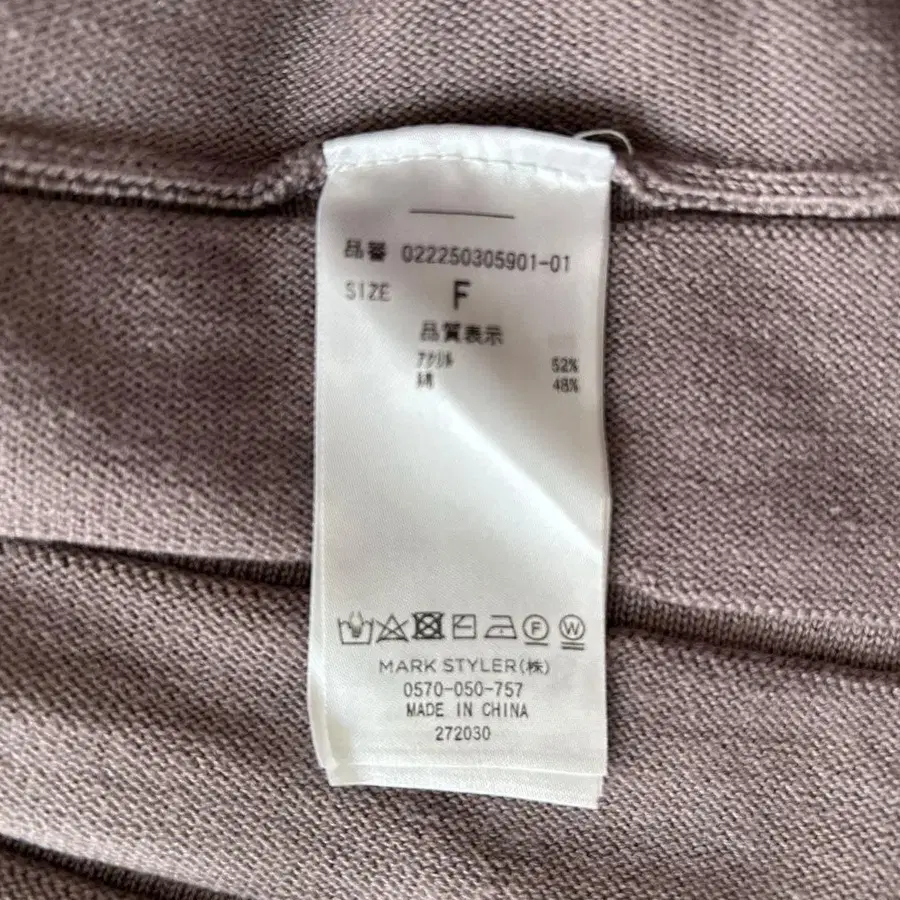 品番 022250305901-01
SIZE F
品質表示
アクリル 52%
綿 48%
F W
MARK STYLER(株)
0570-050-757
MADE IN CHINA
272030